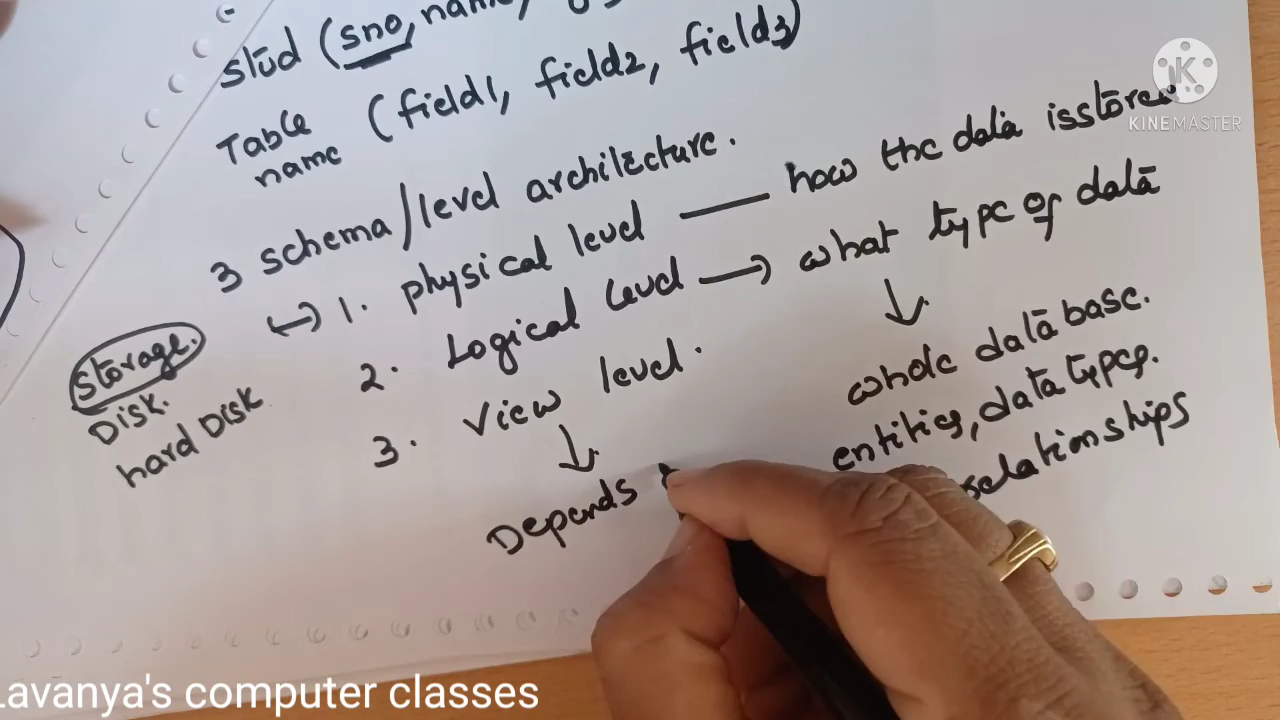 stud (sno, name,
Table name (field1, field2, field3)
3 schema/level architecture.
1. physical level — how the data is stored
2. Logical level → what type of data
↓
whole database.
entities, data types.
relationships
3. View level.
↓
Depends
Storage.
Disk.
hard Disk
KINEMASTER
Lavanya's computer classes